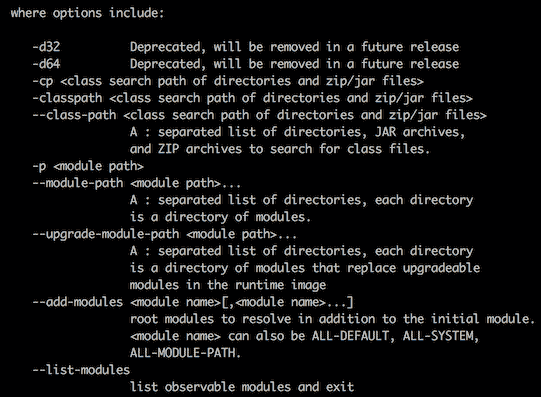 where options include:
-d32 Deprecated, will be removed in a future release
-d64 Deprecated, will be removed in a future release
-cp <class search path of directories and zip/jar files>
-classpath <class search path of directories and zip/jar files>
--class-path <class search path of directories and zip/jar files>
A : separated list of directories, JAR archives,
and ZIP archives to search for class files.
-p <module path>
--module-path <module path>...
A : separated list of directories, each directory
is a directory of modules.
--upgrade-module-path <module path>...
A : separated list of directories, each directory
is a directory of modules that replace upgradeable
modules in the runtime image
--add-modules <module name>[,<module name>...]
root modules to resolve in addition to the initial module.
<module name> can also be ALL-DEFAULT, ALL-SYSTEM,
ALL-MODULE-PATH.
--list-modules
list observable modules and exit